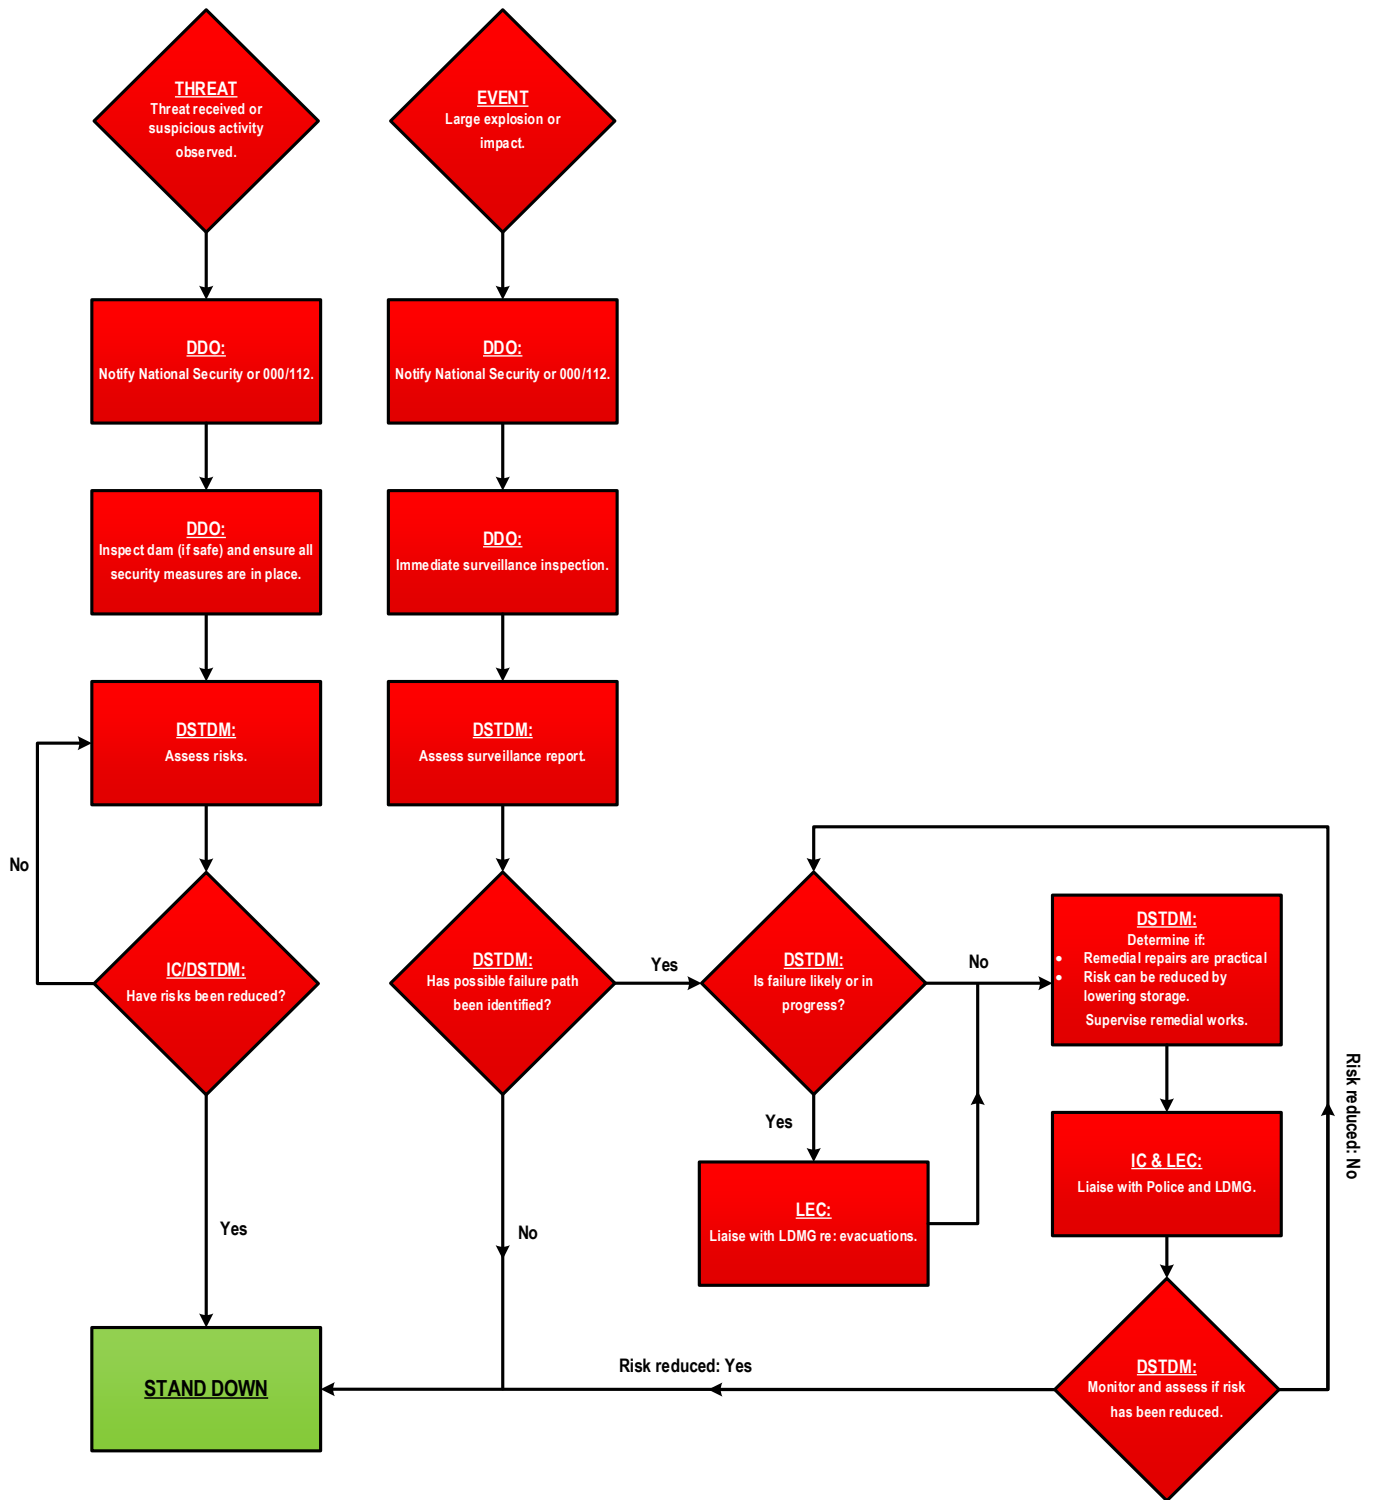 THREAT
Threat received or
suspicious activity
observed.
EVENT
Large explosion or
impact.
DDO:
Notify National Security or 000/112.
DDO:
Notify National Security or 000/112.
DDO:
Inspect dam (if safe) and ensure all
security measures are in place.
DDO:
Immediate surveillance inspection.
DSTDM:
Assess risks.
DSTDM:
Assess surveillance report.
No
IC/DSTDM:
Have risks been reduced?
DSTDM:
Has possible failure path
been identified?
Yes
DSTDM:
Is failure likely or in
progress?
No
DSTDM:
Determine if:
• Remedial repairs are practical
• Risk can be reduced by
lowering storage.
Supervise remedial works.
Risk reduced: No
Yes
LEC:
Liaise with LDMG re: evacuations.
IC & LEC:
Liaise with Police and LDMG.
Yes
No
Risk reduced: Yes
STAND DOWN
DSTDM:
Monitor and assess if risk
has been reduced.